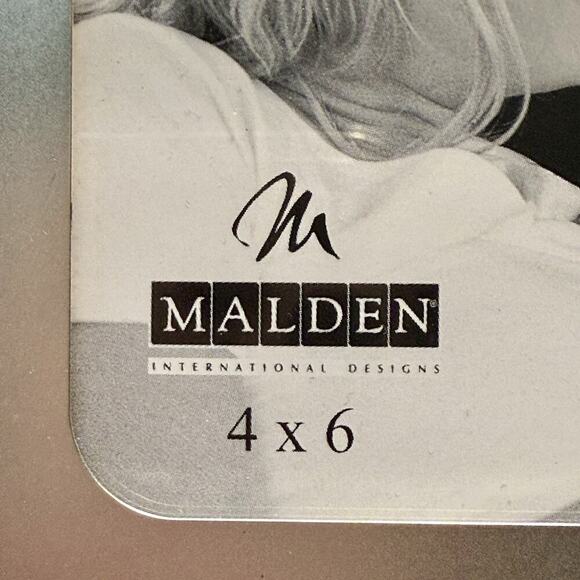 M
MALDEN®
INTERNATIONAL DESIGNS
4 x 6